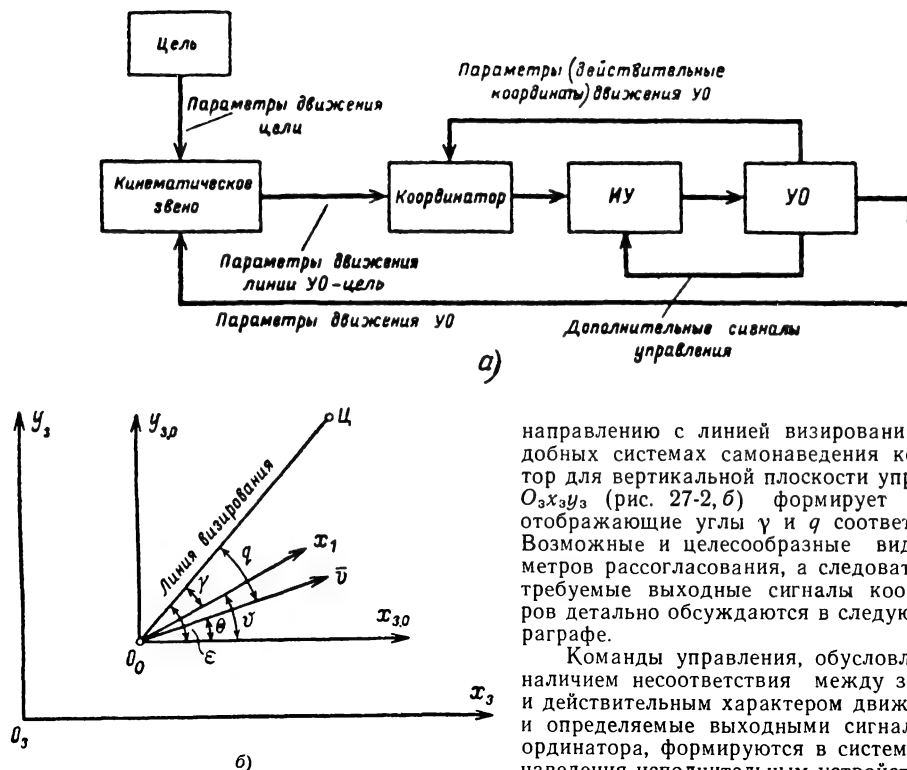 Цель
Параметры движения
цели
Параметры (действительные
координаты) движения УО
Кинематическое
звено
Координатор
ИУ
УО
Параметры движения
линии УО-цель
Параметры движения УО
Дополнительные сигналы
управления
а)
y₃
y₃,₀
Ц
Линия визирования
x₁
q
γ
v̅
ϑ
θ
ε
x₃,₀
O₀
x₃
O₃
б)
направлению с линией визировани
добных системах самонаведения ко
тор для вертикальной плоскости упр
O₃x₃y₃ (рис. 27-2, б) формирует
отображающие углы γ и q соответ
Возможные и целесообразные вид
метров рассогласования, а следоват
требуемые выходные сигналы коо
ров детально обсуждаются в следую
раграфе.
Команды управления, обусловл
наличием несоответствия между з
и действительным характером движ
и определяемые выходными сигнал
ординатора, формируются в систем
наведения исполнительным устройст